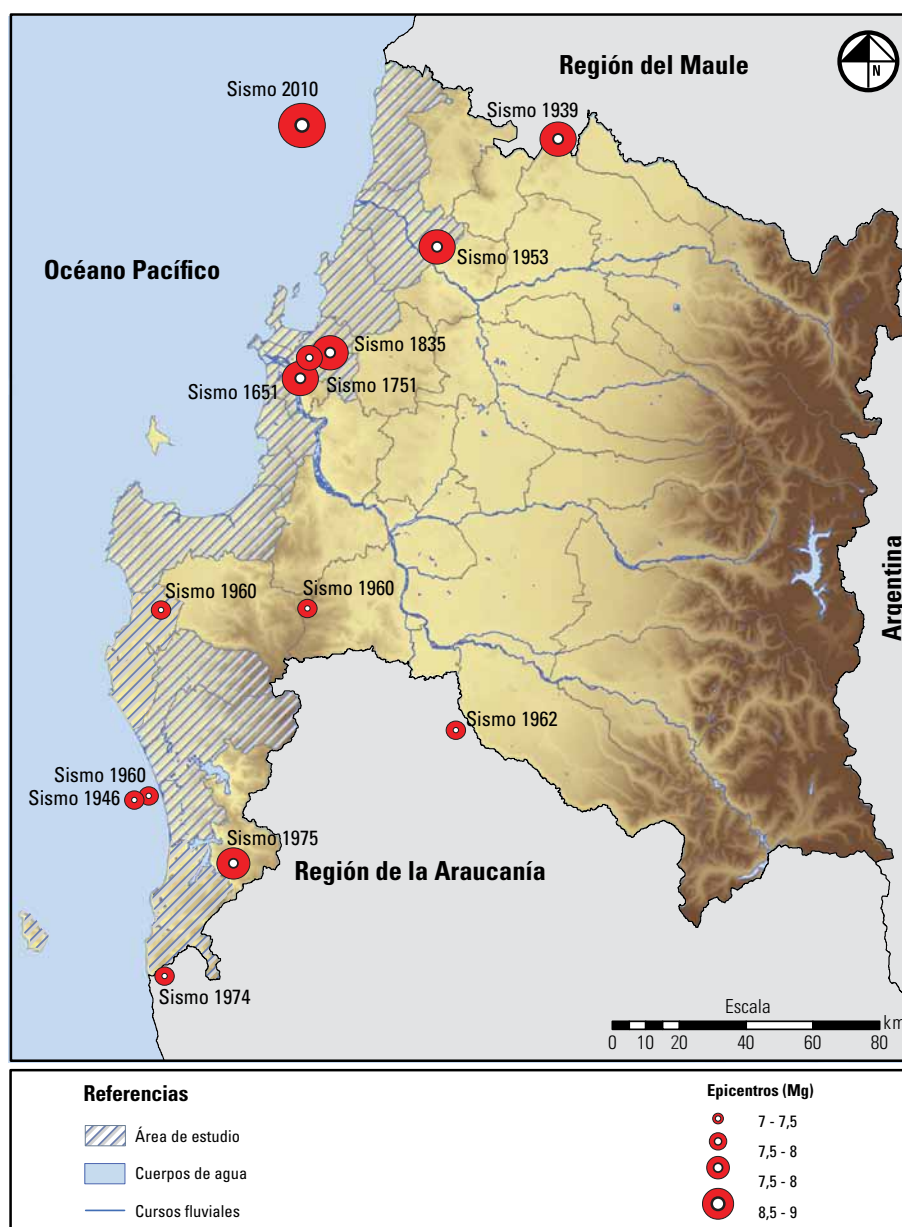 Región del Maule
N
Sismo 2010
Sismo 1939
Océano Pacífico
Sismo 1953
Sismo 1835
Sismo 1651
Sismo 1751
Argentina
Sismo 1960
Sismo 1960
Sismo 1962
Sismo 1960
Sismo 1946
Sismo 1975
Región de la Araucanía
Sismo 1974
Escala
km
0 10 20 40 60 80
Referencias
Área de estudio
Cuerpos de agua
Cursos fluviales
Epicentros (Mg)
7 - 7,5
7,5 - 8
7,5 - 8
8,5 - 9